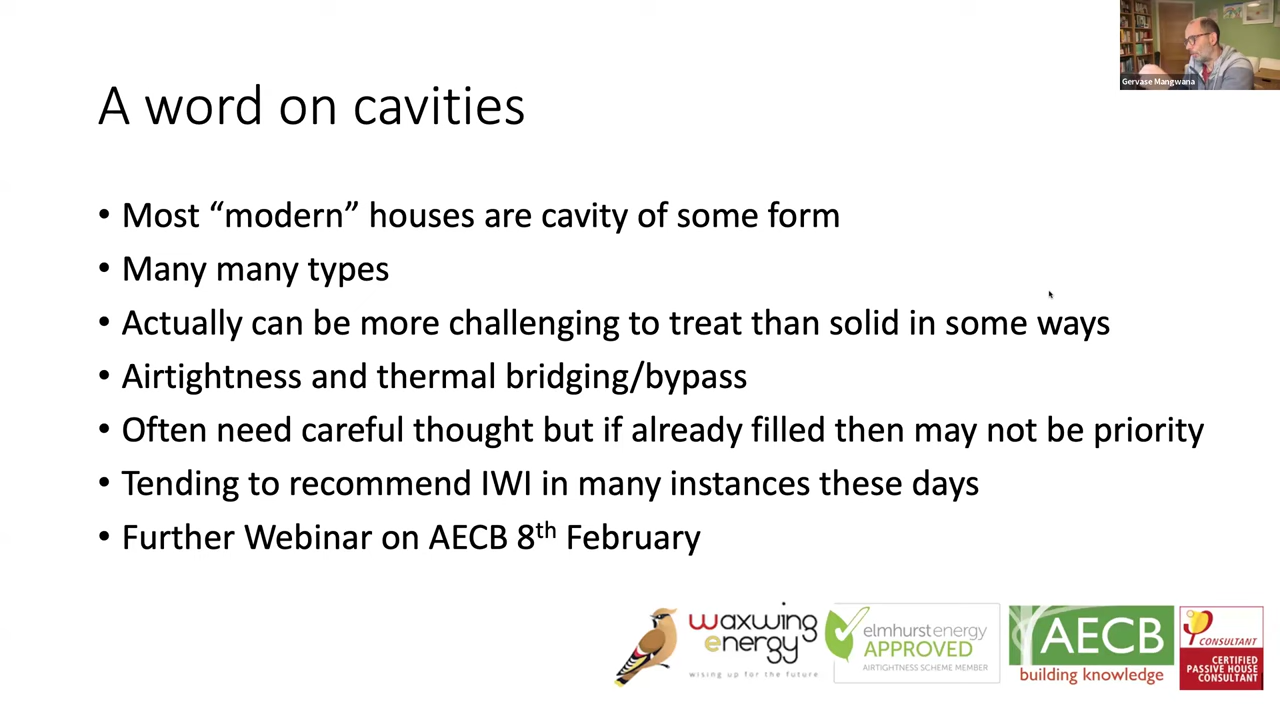 Gervase Mangwana
A word on cavities
• Most “modern” houses are cavity of some form
• Many many types
• Actually can be more challenging to treat than solid in some ways
• Airtightness and thermal bridging/bypass
• Often need careful thought but if already filled then may not be priority
• Tending to recommend IWI in many instances these days
• Further Webinar on AECB 8th February
waxwing
energy
wising up for the future
elmhurst energy
APPROVED
AIRTIGHTNESS SCHEME MEMBER
AECB
building knowledge
CONSULTANT
CERTIFIED
PASSIVE HOUSE
CONSULTANT